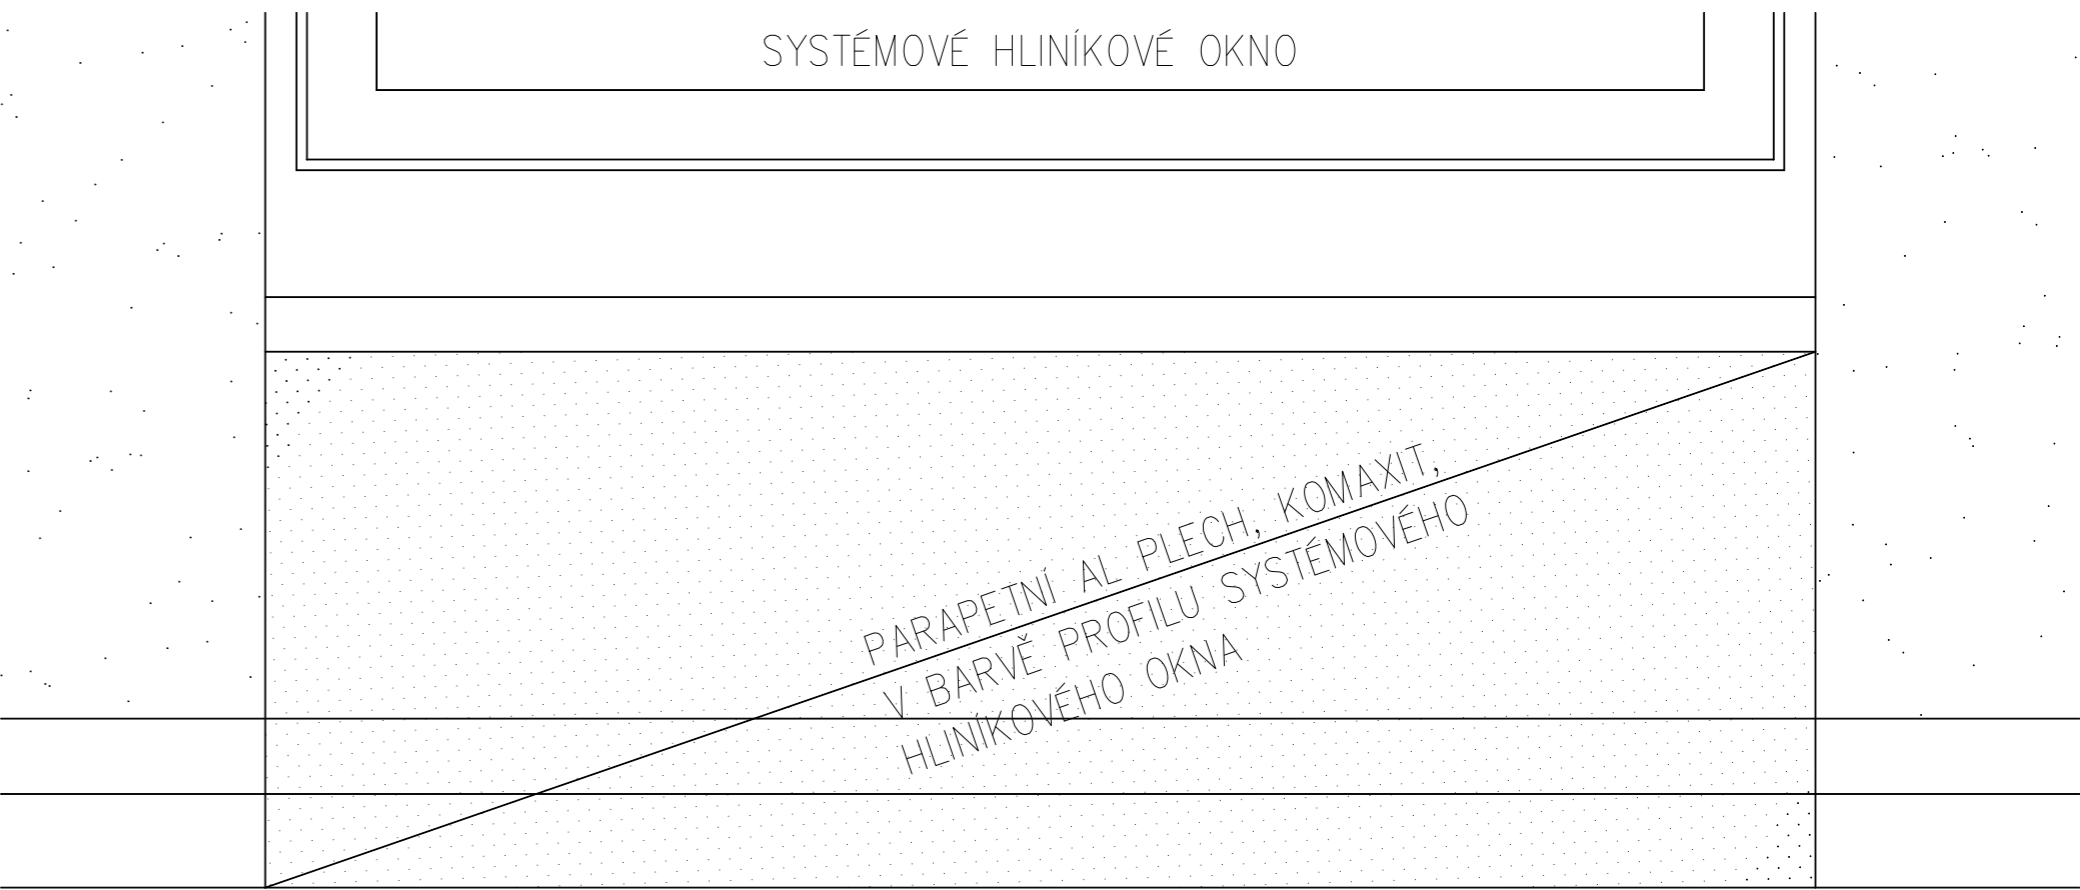 SYSTÉMOVÉ HLINÍKOVÉ OKNO
PARAPETNÍ AL PLECH, KOMAXIT,
V BARVĚ PROFILU SYSTÉMOVÉHO
HLINÍKOVÉHO OKNA